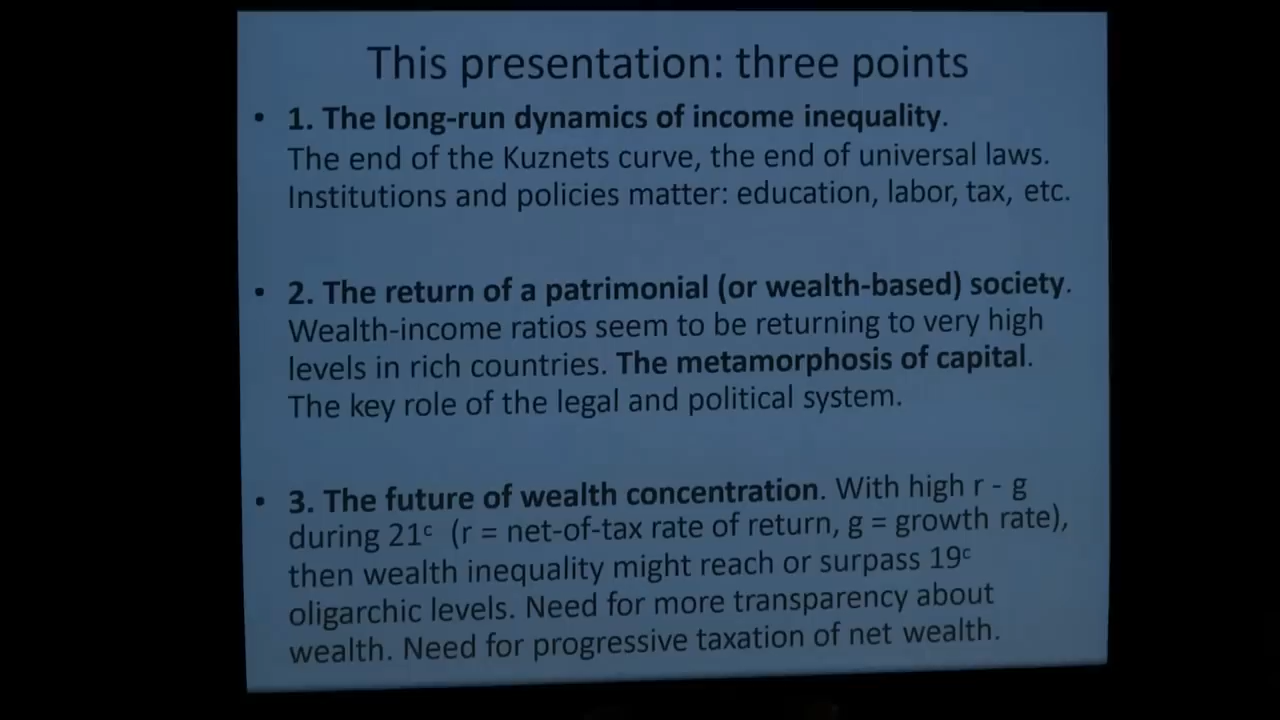 This presentation: three points
• 1. The long-run dynamics of income inequality.
The end of the Kuznets curve, the end of universal laws.
Institutions and policies matter: education, labor, tax, etc.
• 2. The return of a patrimonial (or wealth-based) society.
Wealth-income ratios seem to be returning to very high
levels in rich countries. The metamorphosis of capital.
The key role of the legal and political system.
• 3. The future of wealth concentration. With high r - g
during 21ᶜ (r = net-of-tax rate of return, g = growth rate),
then wealth inequality might reach or surpass 19ᶜ
oligarchic levels. Need for more transparency about
wealth. Need for progressive taxation of net wealth.